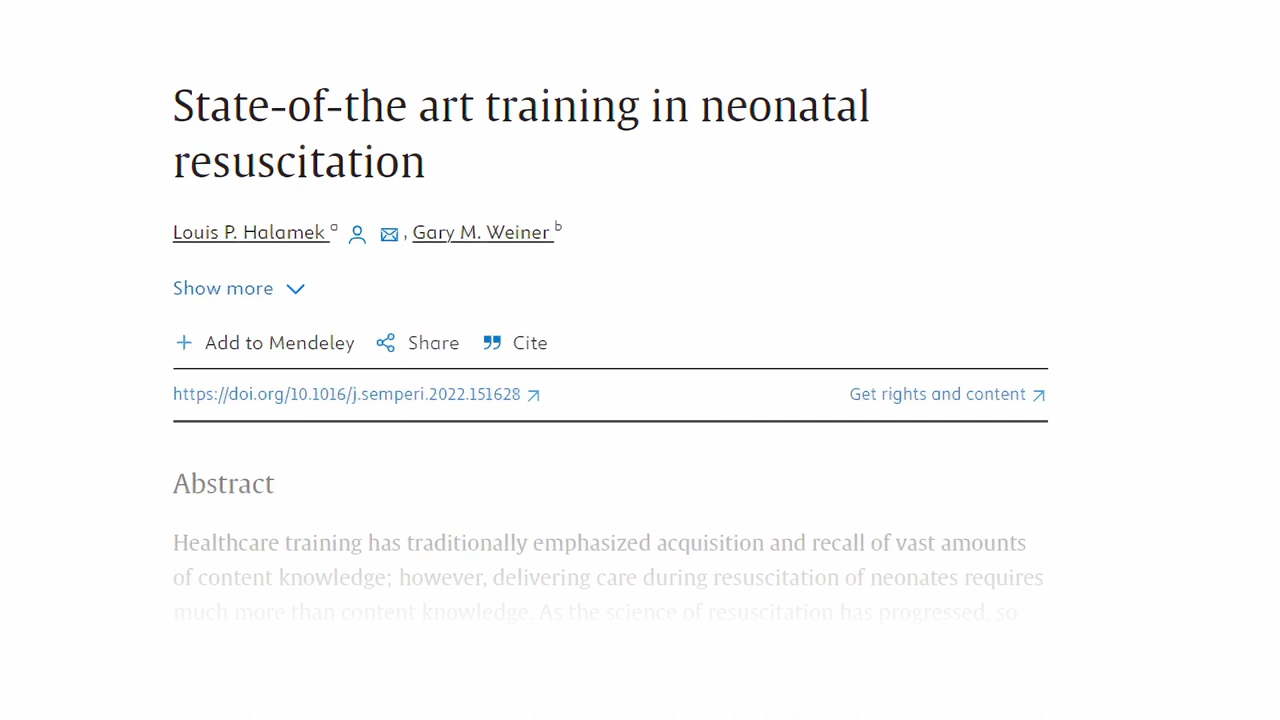 State-of-the art training in neonatal
resuscitation
Louis P. Halamek a , Gary M. Weiner b
Show more
Add to Mendeley Share Cite
https://doi.org/10.1016/j.semperi.2022.151628 Get rights and content
Abstract
Healthcare training has traditionally emphasized acquisition and recall of vast amounts
of content knowledge; however, delivering care during resuscitation of neonates requires
much more than content knowledge. As the science of resuscitation has progressed, so